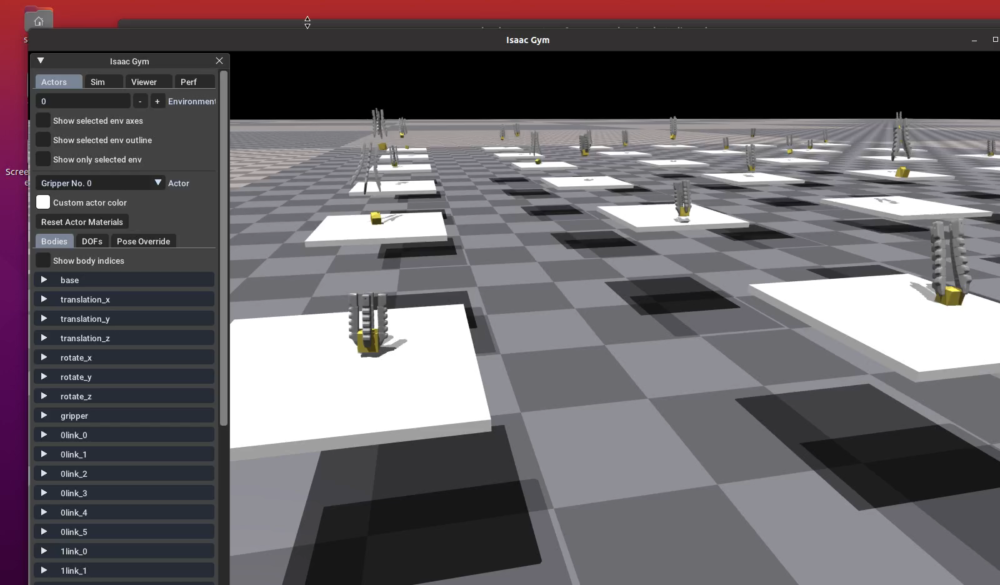 Isaac Gym
s
Scree
e
Isaac Gym
Actors Sim Viewer Perf
0 - + Environment
Show selected env axes
Show selected env outline
Show only selected env
Gripper No. 0 Actor
Custom actor color
Reset Actor Materials
Bodies DOFs Pose Override
Show body indices
base
translation_x
translation_y
translation_z
rotate_x
rotate_y
rotate_z
gripper
0link_0
0link_1
0link_2
0link_3
0link_4
0link_5
1link_0
1link_1